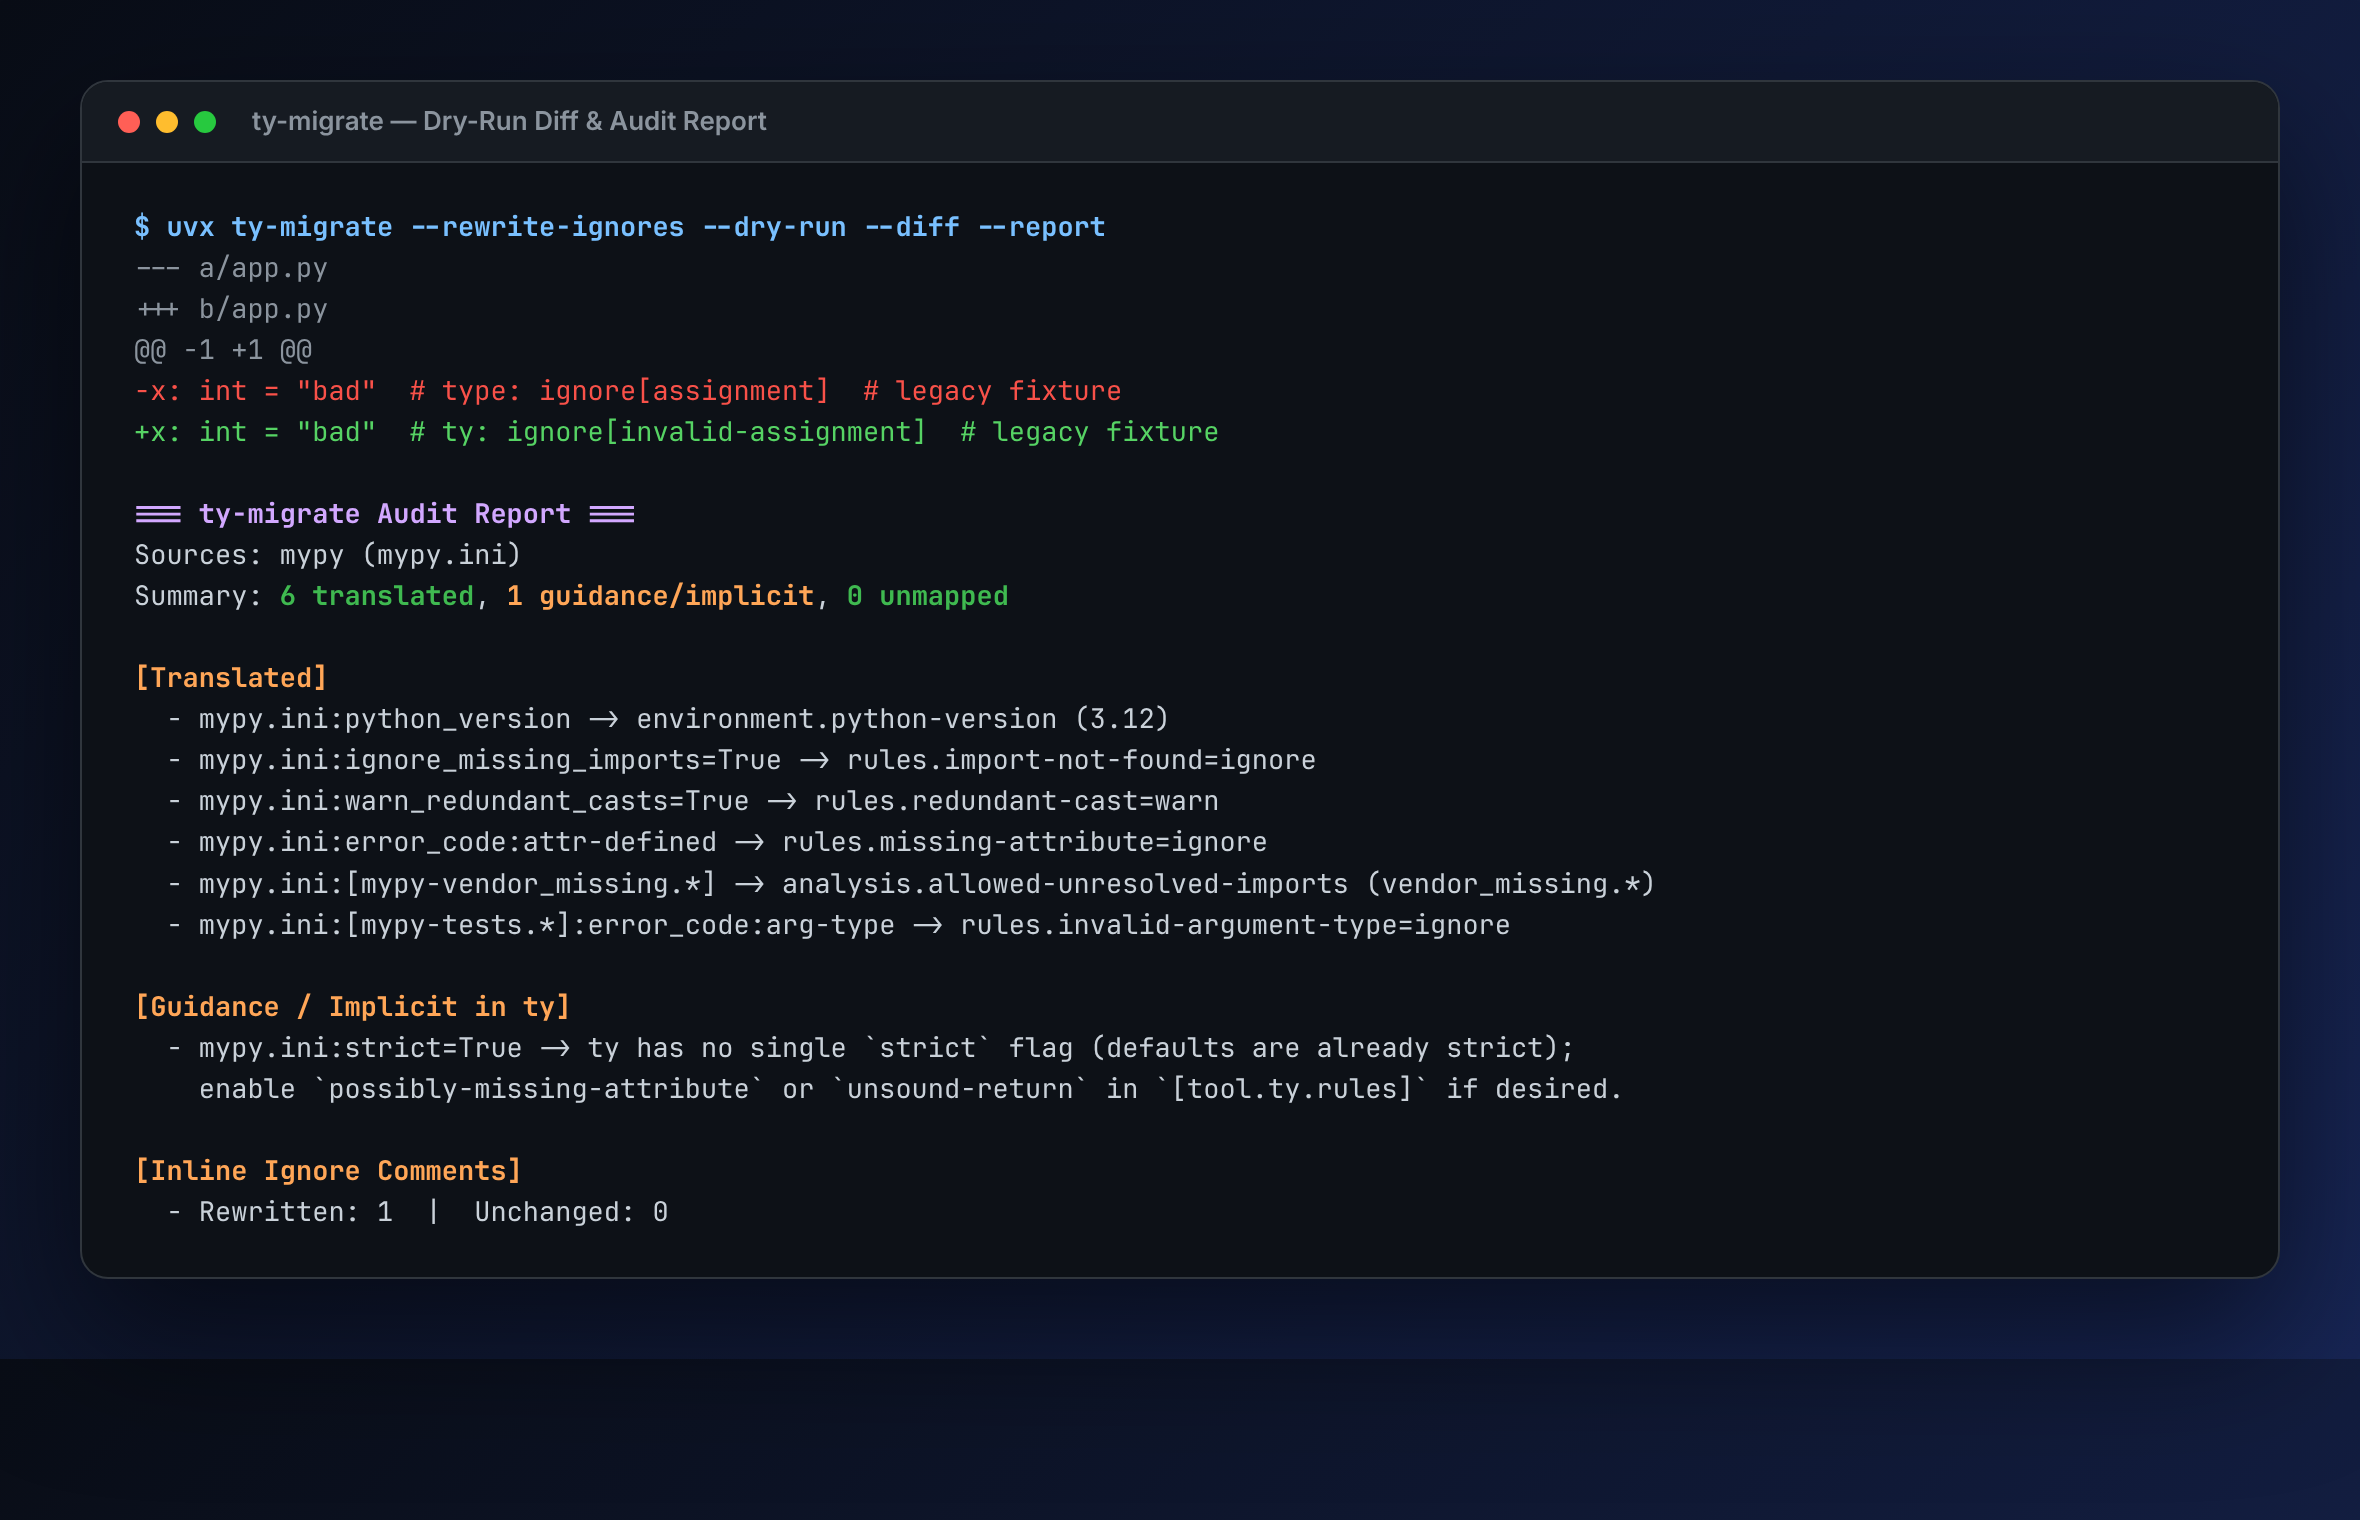 ty-migrate — Dry-Run Diff & Audit Report
$ uvx ty-migrate --rewrite-ignores --dry-run --diff --report
--- a/app.py
+++ b/app.py
@@ -1 +1 @@
-x: int = "bad"  # type: ignore[assignment]  # legacy fixture
+x: int = "bad"  # ty: ignore[invalid-assignment]  # legacy fixture
=== ty-migrate Audit Report ===
Sources: mypy (mypy.ini)
Summary: 6 translated, 1 guidance/implicit, 0 unmapped
[Translated]
  - mypy.ini:python_version -> environment.python-version (3.12)
  - mypy.ini:ignore_missing_imports=True -> rules.import-not-found=ignore
  - mypy.ini:warn_redundant_casts=True -> rules.redundant-cast=warn
  - mypy.ini:error_code:attr-defined -> rules.missing-attribute=ignore
  - mypy.ini:[mypy-vendor_missing.*] -> analysis.allowed-unresolved-imports (vendor_missing.*)
  - mypy.ini:[mypy-tests.*]:error_code:arg-type -> rules.invalid-argument-type=ignore
[Guidance / Implicit in ty]
  - mypy.ini:strict=True -> ty has no single `strict` flag (defaults are already strict);
    enable `possibly-missing-attribute` or `unsound-return` in `[tool.ty.rules]` if desired.
[Inline Ignore Comments]
  - Rewritten: 1  |  Unchanged: 0